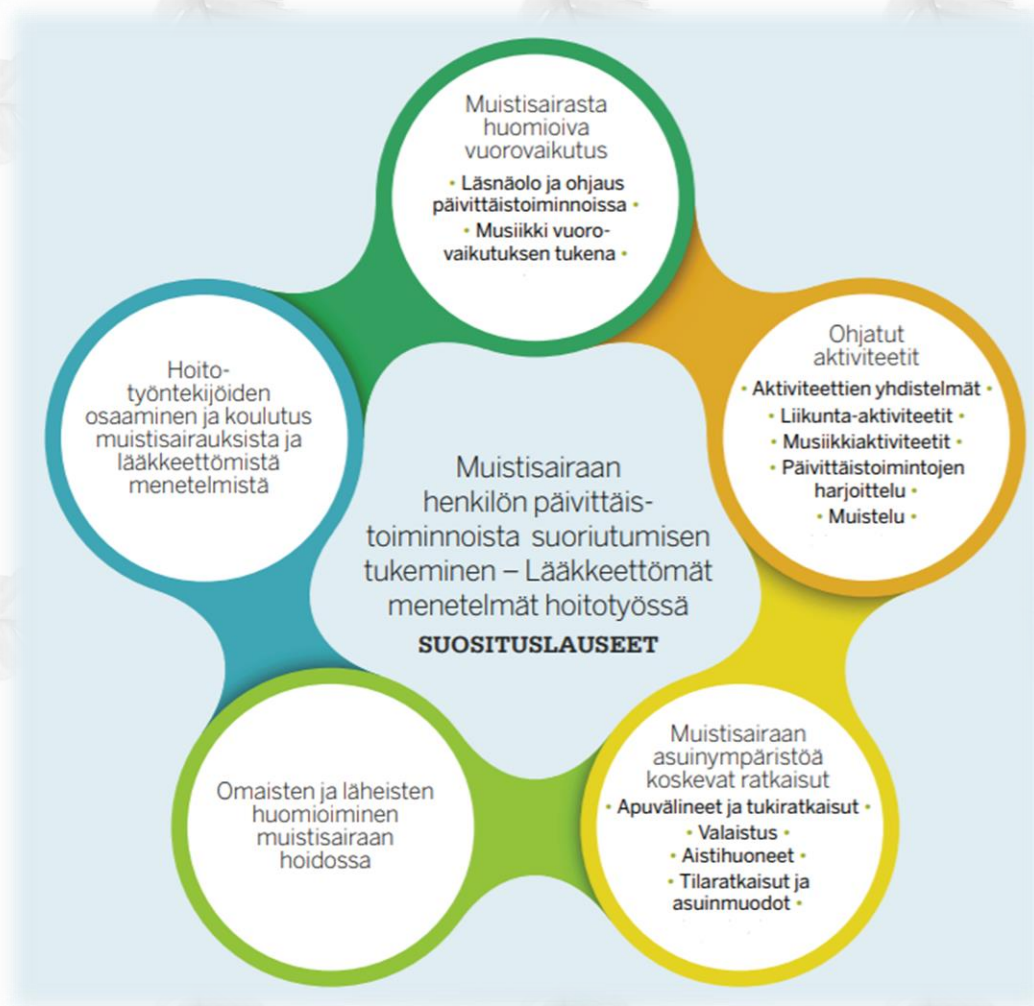 Muistisairasta
huomioiva
vuorovaikutus
• Läsnäolo ja ohjaus
päivittäistoiminnoissa •
• Musiikki vuoro-
vaikutuksen tukena •
Ohjatut
aktiviteetit
• Aktiviteettien yhdistelmät •
• Liikunta-aktiviteetit •
• Musiikkiaktiviteetit •
• Päivittäistoimintojen
harjoittelu •
• Muistelu •
Muistisairaan
asuinympäristöä
koskevat ratkaisut
• Apuvälineet ja tukiratkaisut •
• Valaistus •
• Aistihuoneet •
• Tilaratkaisut ja
asuinmuodot •
Omaisten ja läheisten
huomioiminen
muistisairaan
hoidossa
Hoito-
työntekijöiden
osaaminen ja koulutus
muistisairauksista ja
lääkkeettömistä
menetelmistä
Muistisairaan
henkilön päivittäis-
toiminnoista suoriutumisen
tukeminen – Lääkkeettömät
menetelmät hoitotyössä
SUOSITUSLAUSEET